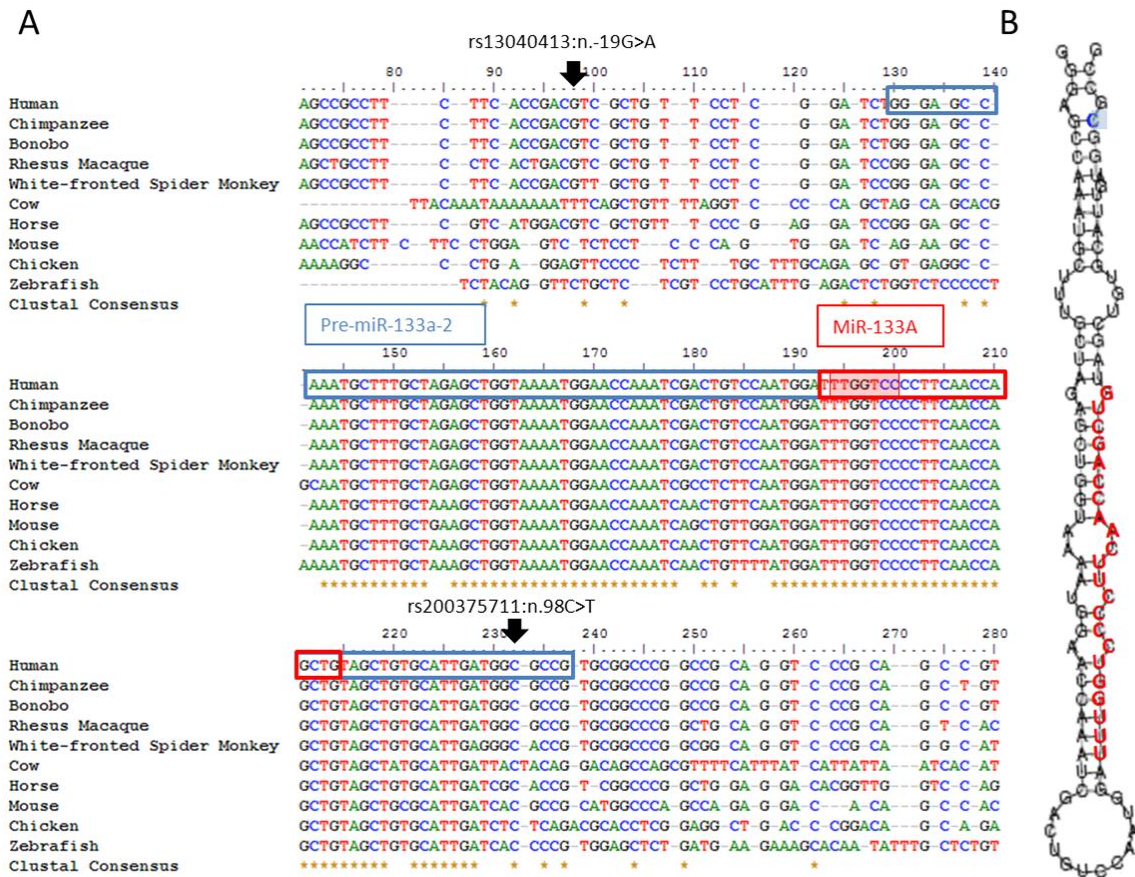 A
B
rs13040413:n.-19G>A
80 90 100 110 120 130 140
Human AGCCGCCTT-----C--TTC-ACCGACGTC-GCTG-T--T-CCT-C----G--GA-TCTGG-GA-GC-C-
Chimpanzee AGCCGCCTT-----C--TTC-ACCGACGTC-GCTG-T--T-CCT-C----G--GA-TCTGG-GA-GC-C-
Bonobo AGCCGCCTT-----C--TTC-ACCGACGTC-GCTG-T--T-CCT-C----G--GA-TCTGG-GA-GC-C-
Rhesus Macaque AGCTGCCTT-----C--CTC-ACTGACGTC-GCTG-T--T-CCT-C----G--GA-TCCGG-GA-GC-C-
White-fronted Spider Monkey AGCCGCCTT-----C--TTC-ACCGACGTT-GCTG-T--T-CCT-C----G--GA-TCCGG-GA-GC-C-
Cow -----------TTACAAATAAAAAAATTTCAGCTGTT-TTAGGTC---CC-CA-GCTAG-CA-GCACG
Horse AGCCGCCTT-----C--GTC-ATGGACGTC-GCTGTT--T-CCC-G---AG--GA-TCCGG-GA-GC-C-
Mouse AACCATCTT-C--TTC-CTGGA--GTC-TCTCCT---C-C-CA-G----TG--GA-TC-AG-AA-GC-C-
Chicken AAAAGGC-------C--CTG-A--GGAGTTCCCC-TCTT---TGC-TTTGCAGA-GC-GT-GAGGC-C-
Zebrafish ----------------TCTACAG-GGTTCTGCTC---TCGT-CCTGCATTTG-AGACTCTGGTCTCCCCCT
Clustal Consensus * * * * * * * *
Pre-miR-133a-2
MiR-133A
150 160 170 180 190 200 210
Human -AAATGCTTTGCTAGAGCTGGTAAAATGGAACCAAATCGACTGTCCAATGGATTTGGTCCCCTTCAACCA
Chimpanzee -AAATGCTTTGCTAGAGCTGGTAAAATGGAACCAAATCGACTGTCCAATGGATTTGGTCCCCTTCAACCA
Bonobo -AAATGCTTTGCTAGAGCTGGTAAAATGGAACCAAATCGACTGTCCAATGGATTTGGTCCCCTTCAACCA
Rhesus Macaque -AAATGCTTTGCTAGAGCTGGTAAAATGGAACCAAATCGACTGTCCAATGGATTTGGTCCCCTTCAACCA
White-fronted Spider Monkey -AAATGCTTTGCTAGAGCTGGTAAAATGGAACCAAATCGACTGTCCAATGGATTTGGTCCCCTTCAACCA
Cow GCAATGCTTTGCTAGAGCTGGTAAAATGGAACCAAATCGCCTCTTCAATGGATTTGGTCCCCTTCAACCA
Horse -AAATGCTTTGCTAAAGCTGGTAAAATGGAACCAAATCAACTGTTCAATGGATTTGGTCCCCTTCAACCA
Mouse -AAATGCTTTGCTGAAGCTGGTAAAATGGAACCAAATCAGCTGTTGGATGGATTTGGTCCCCTTCAACCA
Chicken -AAATGCTTTGCTAAAGCTGGTAAAATGGAACCAAATCAACTGTTCAATGGATTTGGTCCCCTTCAACCA
Zebrafish AAAATGCTTTGCTAAAGCTGGTAAAATGGAACCAAATCAACTGTTTTATGGATTTGGTCCCCTTCAACCA
Clustal Consensus *********** *********************** ** * ***********************
rs200375711:n.98C>T
220 230 240 250 260 270 280
Human GCTGTAGCTGTGCATTGATGGC-GCCG-TGCGGCCCG-GCCG-CA-G-GT-C-CCG-CA---G-C-C-GT
Chimpanzee GCTGTAGCTGTGCATTGATGGC-GCCG-TGCGGCCCG-GCCG-CA-G-GT-C-CCG-CA---G-C-T-GT
Bonobo GCTGTAGCTGTGCATTGATGGC-GCCG-TGCGGCCCG-GCCG-CA-G-GT-C-CCG-CA---G-C-C-GT
Rhesus Macaque GCTGTAGCTGTGCATTGATGGC-GCCG-TGCGGCCCG-GCTG-CA-G-GT-C-CCG-CA---G-T-C-AC
White-fronted Spider Monkey GCTGTAGCTGTGCATTGAGGGC-ACCG-TGCGGCCCG-GCGG-CA-G-GT-C-CCG-CA---G-G-C-AT
Cow GCTGTAGCTATGCATTGATTACTACAG-GACAGCCAGCGTTTTCATTTAT-CATTATTA---ATCAC-AT
Horse GCTGTAGCTGTGCATTGATCGC-ACCG-T-CGGCCCG-GCTG-GA-G-GA-CACGGTTG---GTC-C-AG
Mouse GCTGTAGCTGCGCATTGATCAC-GCCG-CATGGCCCA-GCCA-GA-G-GA-C---ACA---G-C-C-AC
Chicken GCTGTAGCTGTGCATTGATCTC-TCAGACGCACCTCG-GAGG-CT-G-AC-C-CGGACA---G-C-A-GA
Zebrafish GCTGTAGCTGTGCATTGATCAC-CCCG-TGGAGCTCT-GATG-AA-GAAAGCACAA-TATTTG-CTCTGT
Clustal Consensus ********* ******* * * * * * *